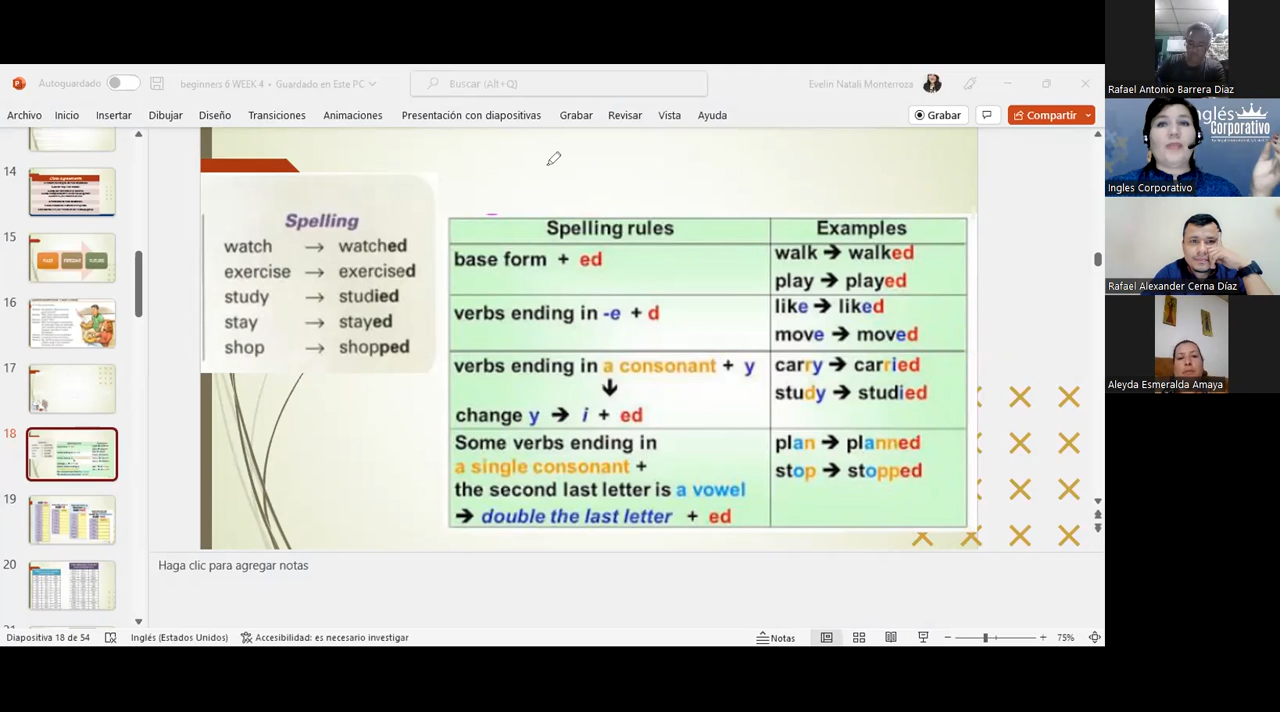 Autoguardado
beginners 6 WEEK 4 • Guardado en Este PC
Buscar (Alt+Q)
Evelin Natali Monterroza
Archivo Inicio Insertar Dibujar Diseño Transiciones Animaciones Presentación con diapositivas Grabar Revisar Vista Ayuda
Grabar
Compartir
14
15
16
17
18
19
20
Spelling
watch → watched
exercise → exercised
study → studied
stay → stayed
shop → shopped
Spelling rules Examples
base form + ed
walk → walked
play → played
verbs ending in -e + d
like → liked
move → moved
verbs ending in a consonant + y
change y → i + ed
carry → carried
study → studied
Some verbs ending in
a single consonant +
the second last letter is a vowel
→ double the last letter + ed
plan → planned
stop → stopped
Haga clic para agregar notas
Diapositiva 18 de 54
Inglés (Estados Unidos)
Accesibilidad: es necesario investigar
Notas
75%
Rafael Antonio Barrera Diaz
Inglés
Corporativo
Ingles Corporativo
Rafael Alexander Cerna Díaz
Aleyda Esmeralda Amaya